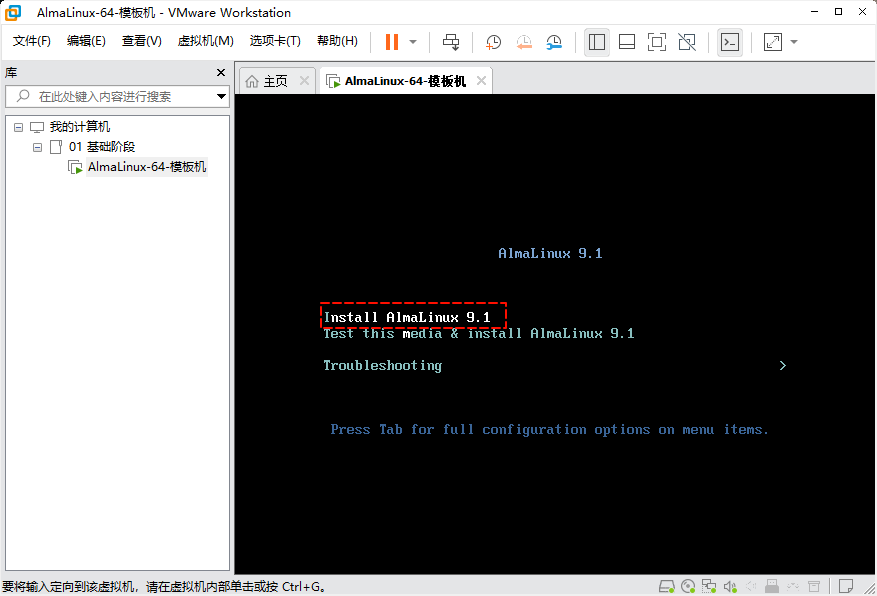 AlmaLinux-64-模板机 - VMware Workstation
文件(F) 编辑(E) 查看(V) 虚拟机(M) 选项卡(T) 帮助(H)
库
在此处键入内容进行搜索
我的计算机
01 基础阶段
AlmaLinux-64-模板机
主页 AlmaLinux-64-模板机
AlmaLinux 9.1
Install AlmaLinux 9.1
Test this media & install AlmaLinux 9.1
Troubleshooting >
Press Tab for full configuration options on menu items.
要将输入定向到该虚拟机，请在虚拟机内部单击或按 Ctrl+G。